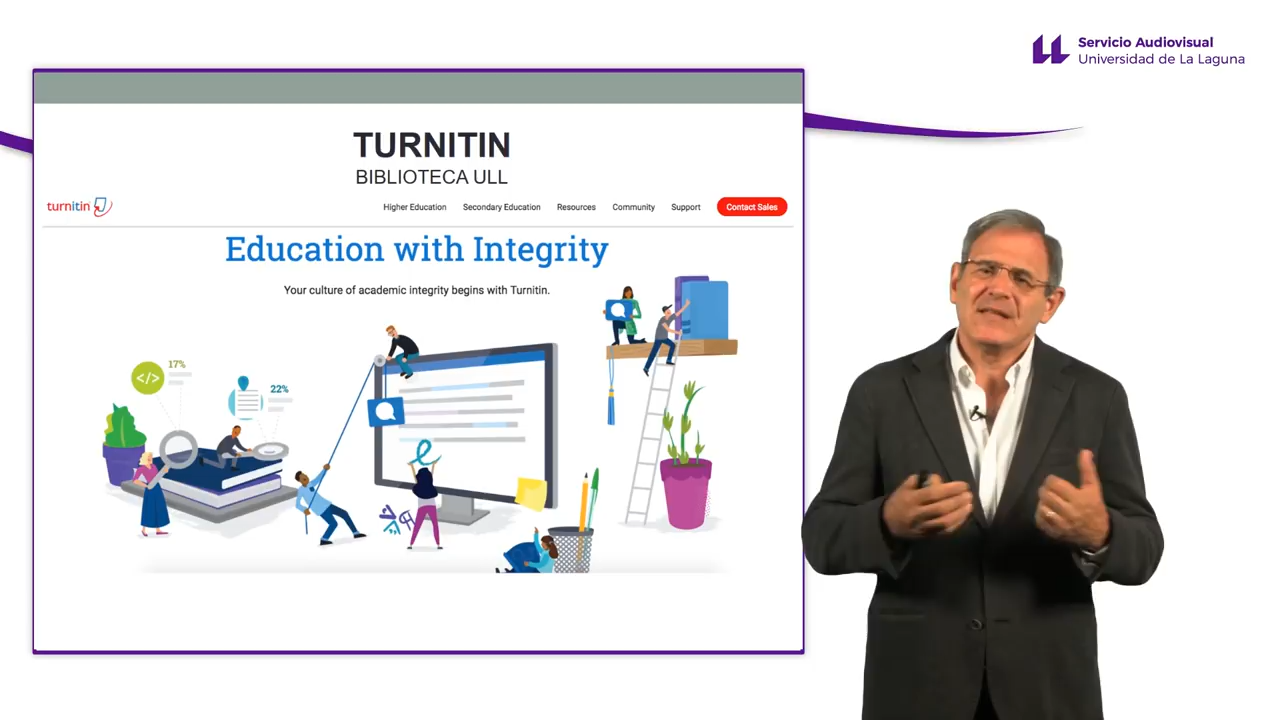 Servicio Audiovisual
Universidad de La Laguna
TURNITIN
BIBLIOTECA ULL
turnitin
Higher Education
Secondary Education
Resources
Community
Support
Contact Sales
Education with Integrity
Your culture of academic integrity begins with Turnitin.
</>
17%
22%